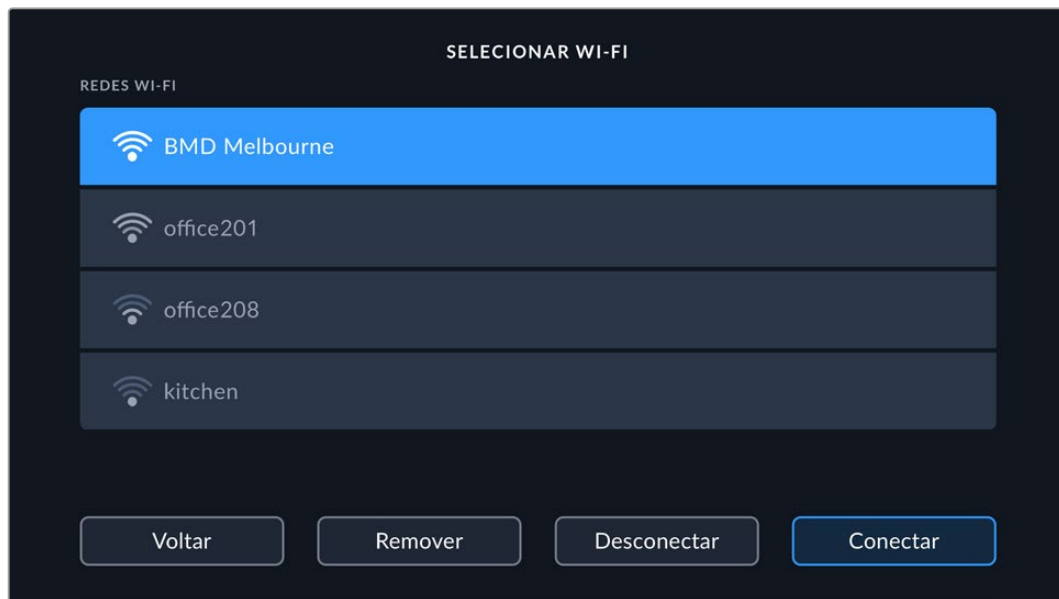 SELECIONAR WI-FI
REDES WI-FI
BMD Melbourne
office201
office208
kitchen
Voltar Remover Desconectar Conectar